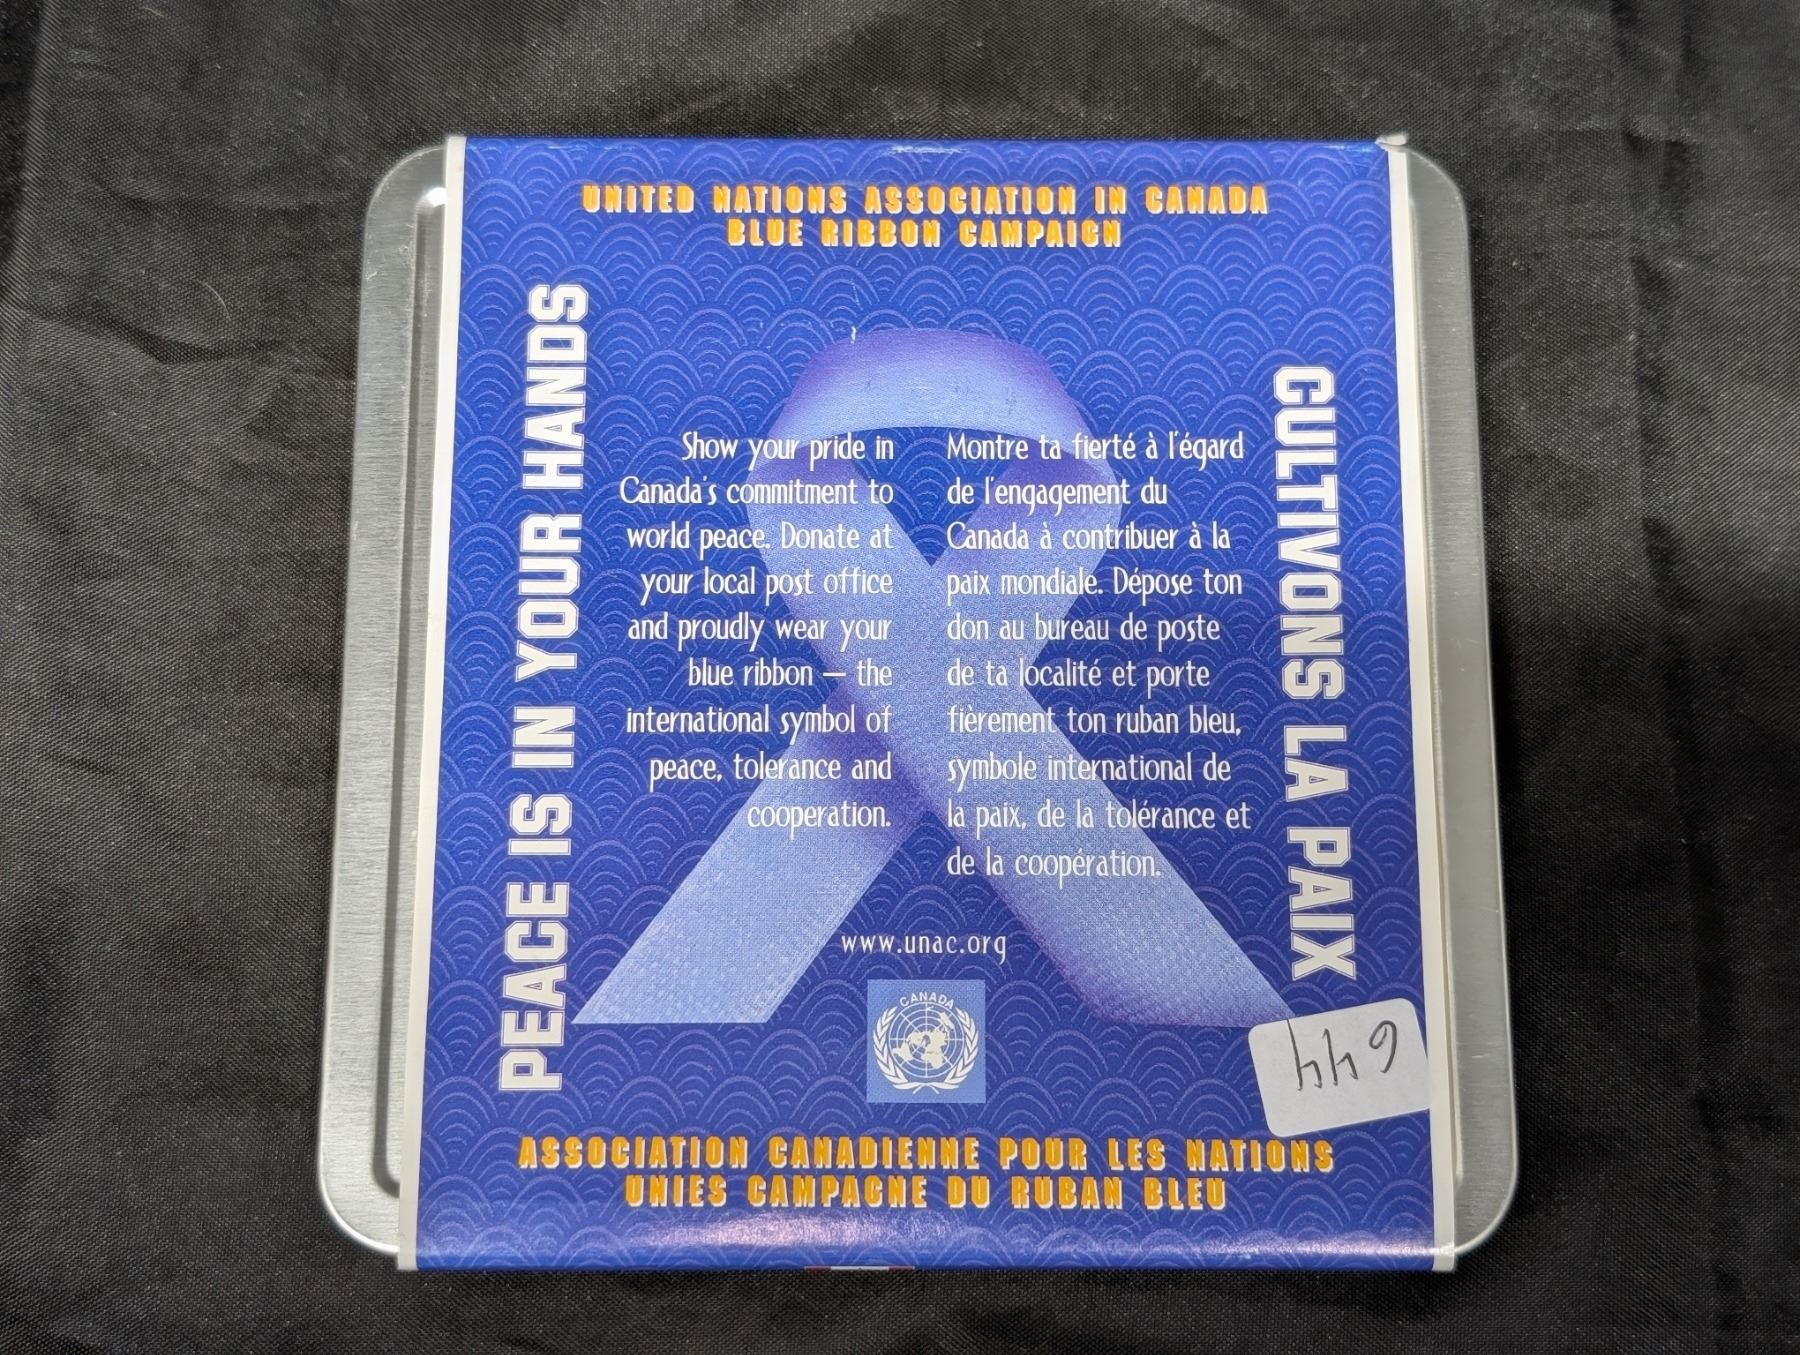 UNITED NATIONS ASSOCIATION IN CANADA
BLUE RIBBON CAMPAIGN
PEACE IS IN YOUR HANDS
Show your pride in
Canada's commitment to
world peace. Donate at
your local post office
and proudly wear your
blue ribbon — the
international symbol of
peace, tolerance and
cooperation.
Montre ta fierté à l'égard
de l'engagement du
Canada à contribuer à la
paix mondiale. Dépose ton
don au bureau de poste
de ta localité et porte
fièrement ton ruban bleu,
symbole international de
la paix, de la tolérance et
de la coopération.
CULTIVONS LA PAIX
www.unac.org
CANADA
644
ASSOCIATION CANADIENNE POUR LES NATIONS
UNIES CAMPAGNE DU RUBAN BLEU